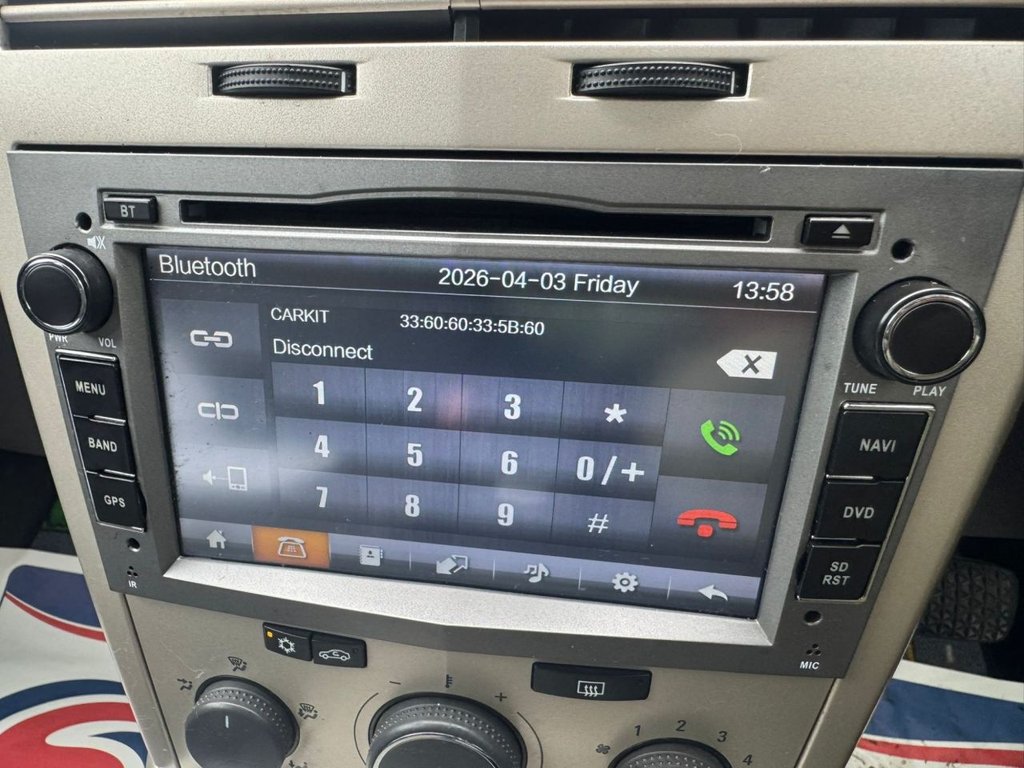 BT
Bluetooth
2026-04-03 Friday
13:58
CARKIT
33:60:60:33:5B:60
Disconnect
1 2 3 *
4 5 6 0/+
7 8 9 #
PWR VOL
MENU
BAND
GPS
IR
TUNE PLAY
NAVI
DVD
SD
RST
MIC
− +
1 2 3 4